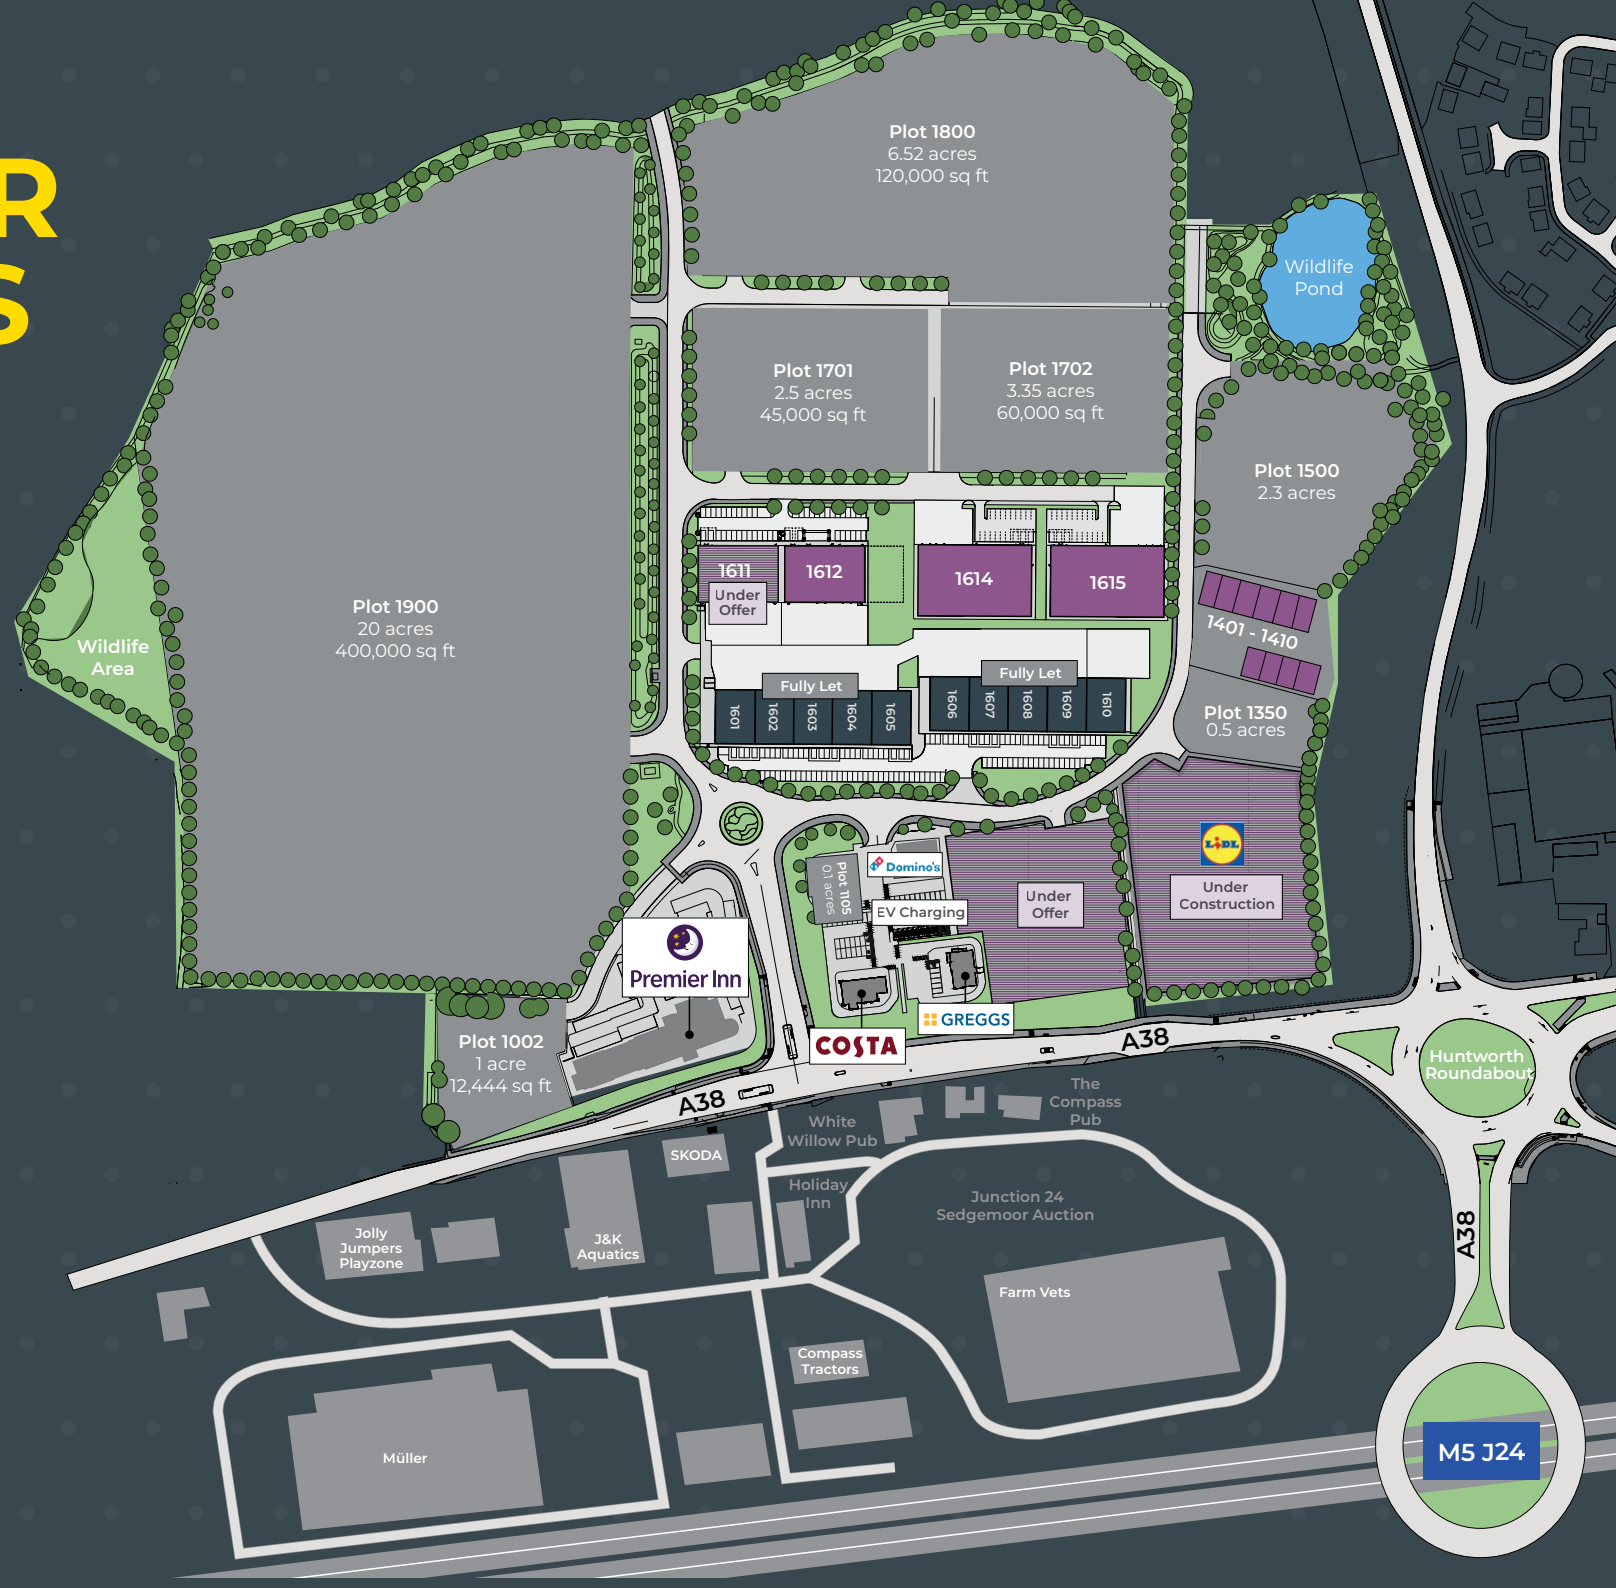 R
S
Plot 1800
6.52 acres
120,000 sq ft
Wildlife
Pond
Plot 1701
2.5 acres
45,000 sq ft
Plot 1702
3.35 acres
60,000 sq ft
Plot 1500
2.3 acres
Plot 1900
20 acres
400,000 sq ft
Wildlife
Area
1611
Under
Offer
1612
1614
1615
1401 - 1410
Fully Let
Fully Let
1601
1602
1603
1604
1605
1606
1607
1608
1609
1610
Plot 1350
0.5 acres
LIDL
Under
Construction
Under
Offer
Plot 1105
0.1 acres
Domino's
EV Charging
Premier Inn
GREGGS
COSTA
Plot 1002
1 acre
12,444 sq ft
A38
A38
Huntworth
Roundabout
The
Compass
Pub
White
Willow Pub
SKODA
Holiday
Inn
Junction 24
Sedgemoor Auction
A38
Jolly
Jumpers
Playzone
J&K
Aquatics
Farm Vets
Compass
Tractors
Müller
M5 J24